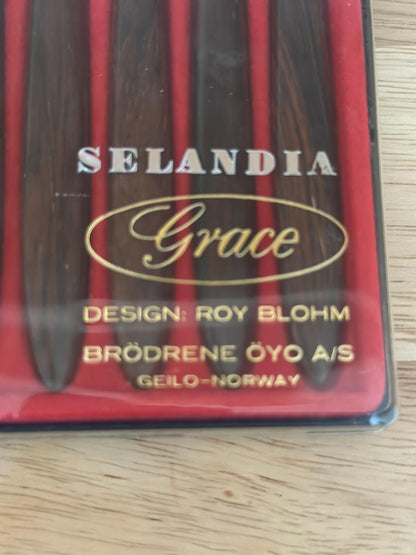 SELANDIA
Grace
DESIGN: ROY BLOHM
BRÖDRENE ÖYO A/S
GEILO-NORWAY